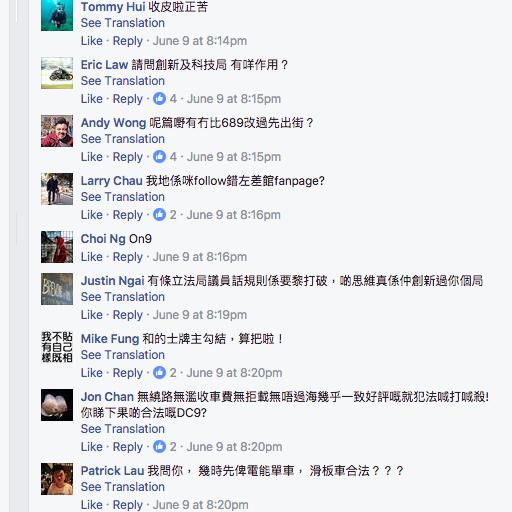 Tommy Hui 收皮啦正苦
See Translation
Like · Reply · June 9 at 8:14pm
Eric Law 請問創新及科技局 有咩作用？
See Translation
Like · Reply · 4 · June 9 at 8:15pm
Andy Wong 呢篇嘢有冇比689改過先出街？
See Translation
Like · Reply · 4 · June 9 at 8:15pm
Larry Chau 我地係咪follow錯左差館fanpage?
See Translation
Like · Reply · 2 · June 9 at 8:16pm
Choi Ng On9
Like · Reply · June 9 at 8:16pm
Justin Ngai 有條立法局議員話規則係要黎打破，啲思維真係仲創新過你個局
See Translation
Like · Reply · June 9 at 8:19pm
我不貼
有自己
樣既相
Mike Fung 和的士牌主勾結，算把啦！
See Translation
Like · Reply · 2 · June 9 at 8:20pm
Jon Chan 無繞路無濫收車費無拒載無唔過海幾乎一致好評嘅就犯法喊打喊殺!
你睇下果啲合法嘅DC9?
See Translation
Like · Reply · 2 · June 9 at 8:20pm
Patrick Lau 我問你， 幾時先俾電能單車， 滑板車合法？？？
See Translation
Like · Reply · June 9 at 8:20pm